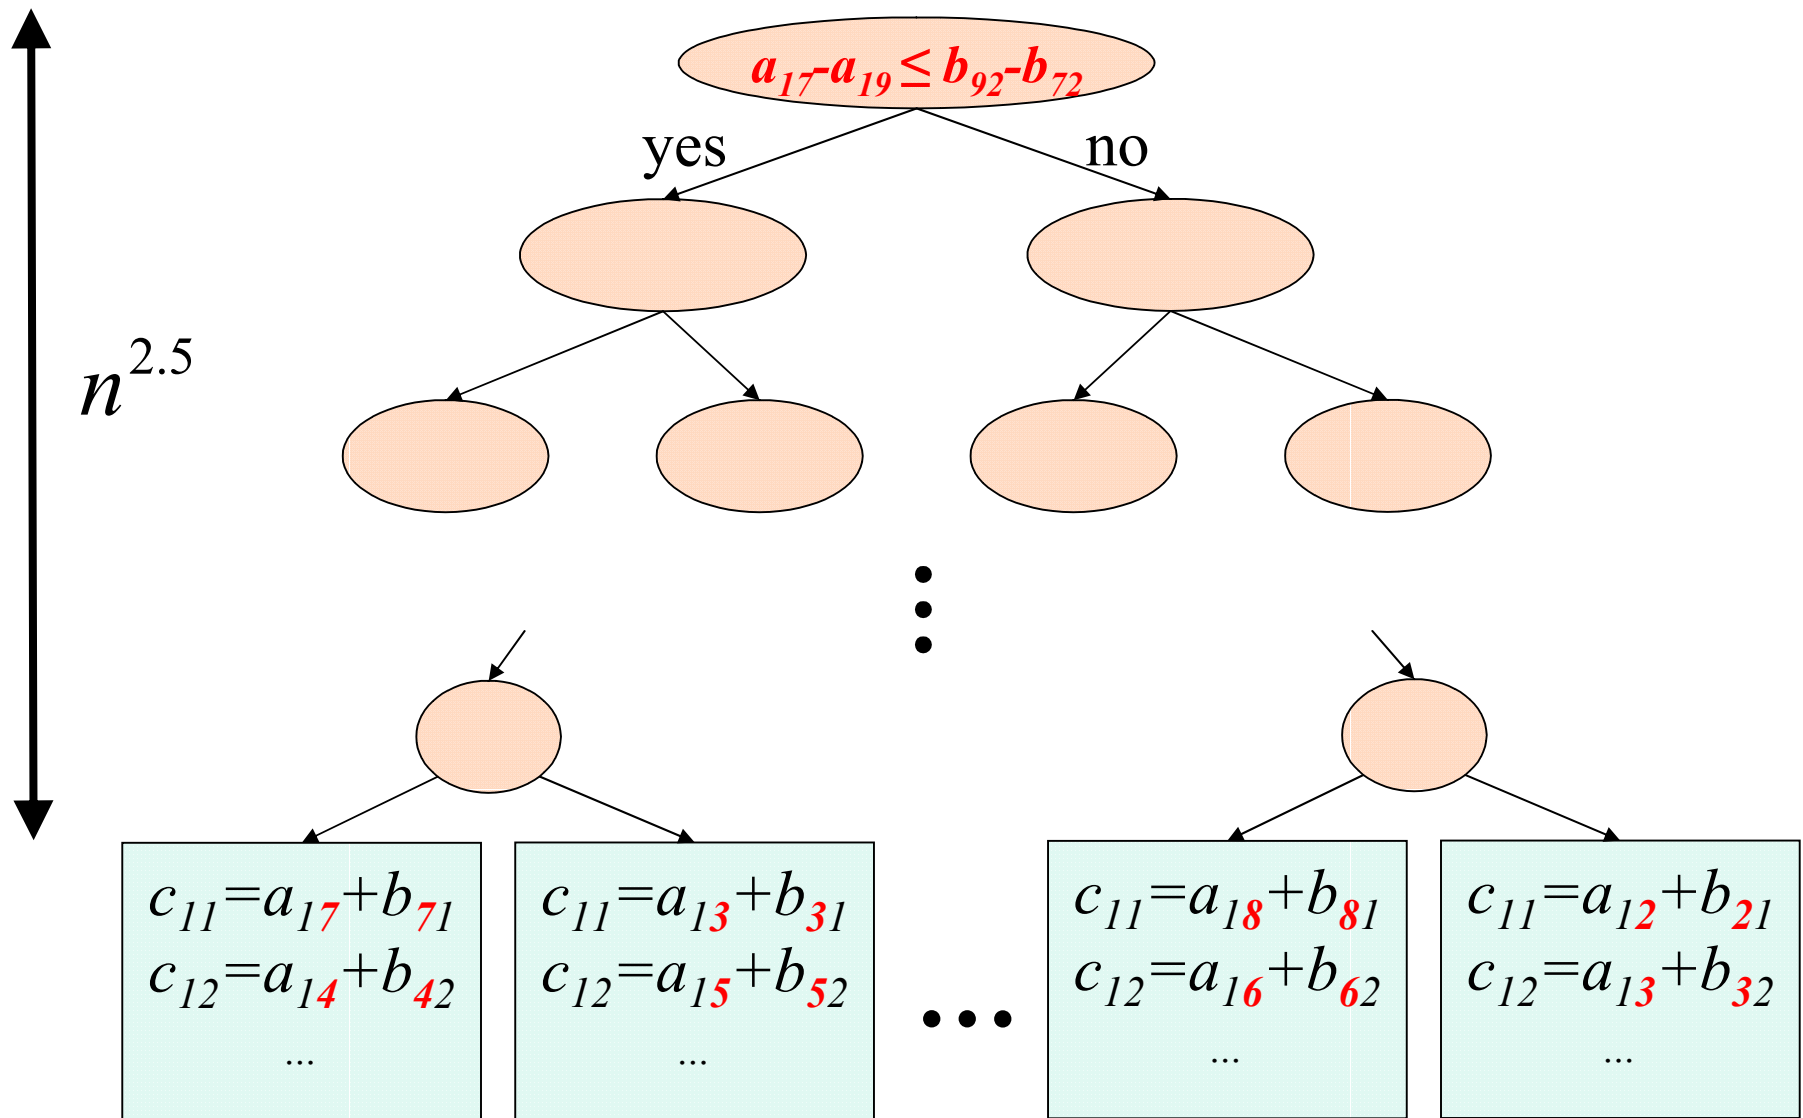 a₁₇-a₁₉ ≤ b₉₂-b₇₂
yes
no
n^2.5
c₁₁=a₁₇+b₇₁
c₁₂=a₁₄+b₄₂
...
c₁₁=a₁₃+b₃₁
c₁₂=a₁₅+b₅₂
...
c₁₁=a₁₈+b₈₁
c₁₂=a₁₆+b₆₂
...
c₁₁=a₁₂+b₂₁
c₁₂=a₁₃+b₃₂
...